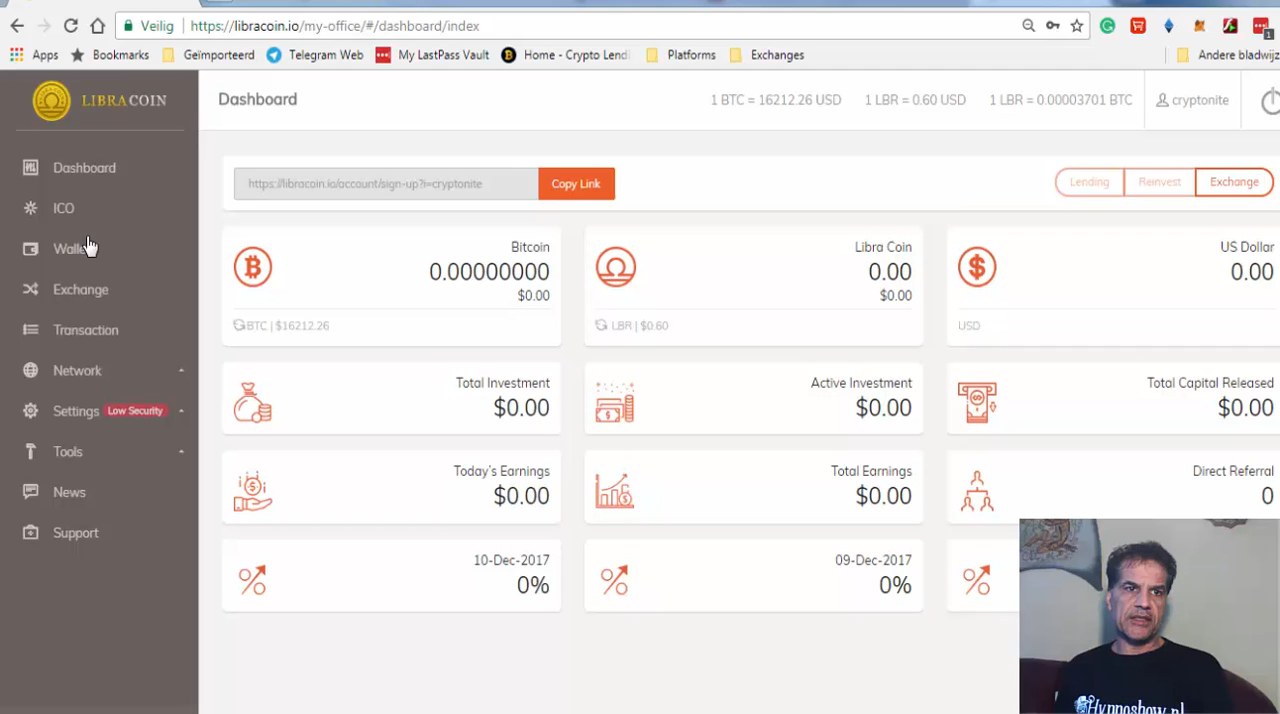 Veilig https://libracoin.io/my-office/#/dashboard/index
Apps Bookmarks Geïmporteerd Telegram Web My LastPass Vault Home - Crypto Lendi Platforms Exchanges Andere bladwijz
1
LIBRA COIN
Dashboard
1 BTC = 16212.26 USD 1 LBR = 0.60 USD 1 LBR = 0.00003701 BTC cryptonite
Dashboard
ICO
Exchange
Transaction
Network
Settings Low Security
Tools
News
Support
https://libracoin.io/account/sign-up?i=cryptonite Copy Link
Lending Reinvest Exchange
Bitcoin
0.00000000
$0.00
BTC | $16212.26
Libra Coin
0.00
$0.00
LBR | $0.60
US Dollar
0.00
USD
Total Investment
$0.00
Active Investment
$0.00
Total Capital Released
$0.00
Today's Earnings
$0.00
Total Earnings
$0.00
Direct Referral
0
10-Dec-2017
0%
09-Dec-2017
0%
Hypnoshow.nl